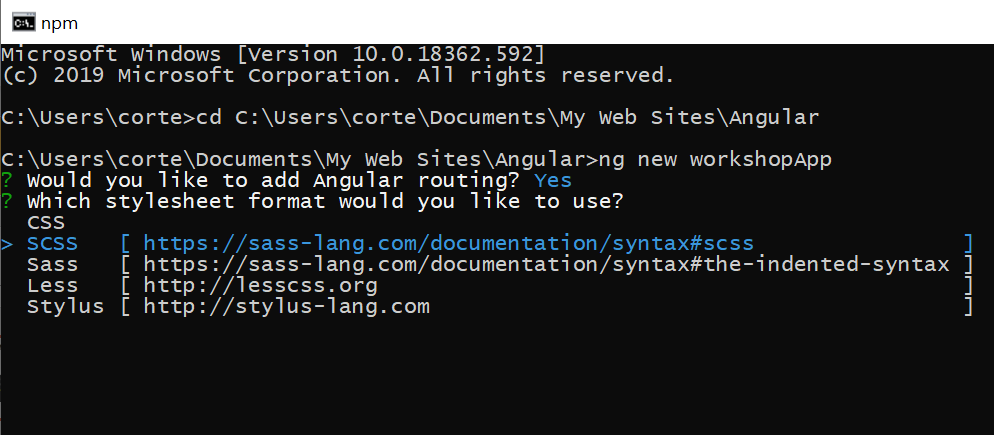 npm
Microsoft Windows [Version 10.0.18362.592]
(c) 2019 Microsoft Corporation. All rights reserved.
C:\Users\corte>cd C:\Users\corte\Documents\My Web Sites\Angular
C:\Users\corte\Documents\My Web Sites\Angular>ng new workshopApp
? Would you like to add Angular routing? Yes
? Which stylesheet format would you like to use?
CSS
> SCSS   [ https://sass-lang.com/documentation/syntax#scss                ]
Sass   [ https://sass-lang.com/documentation/syntax#the-indented-syntax ]
Less   [ http://lesscss.org                                             ]
Stylus [ http://stylus-lang.com                                         ]